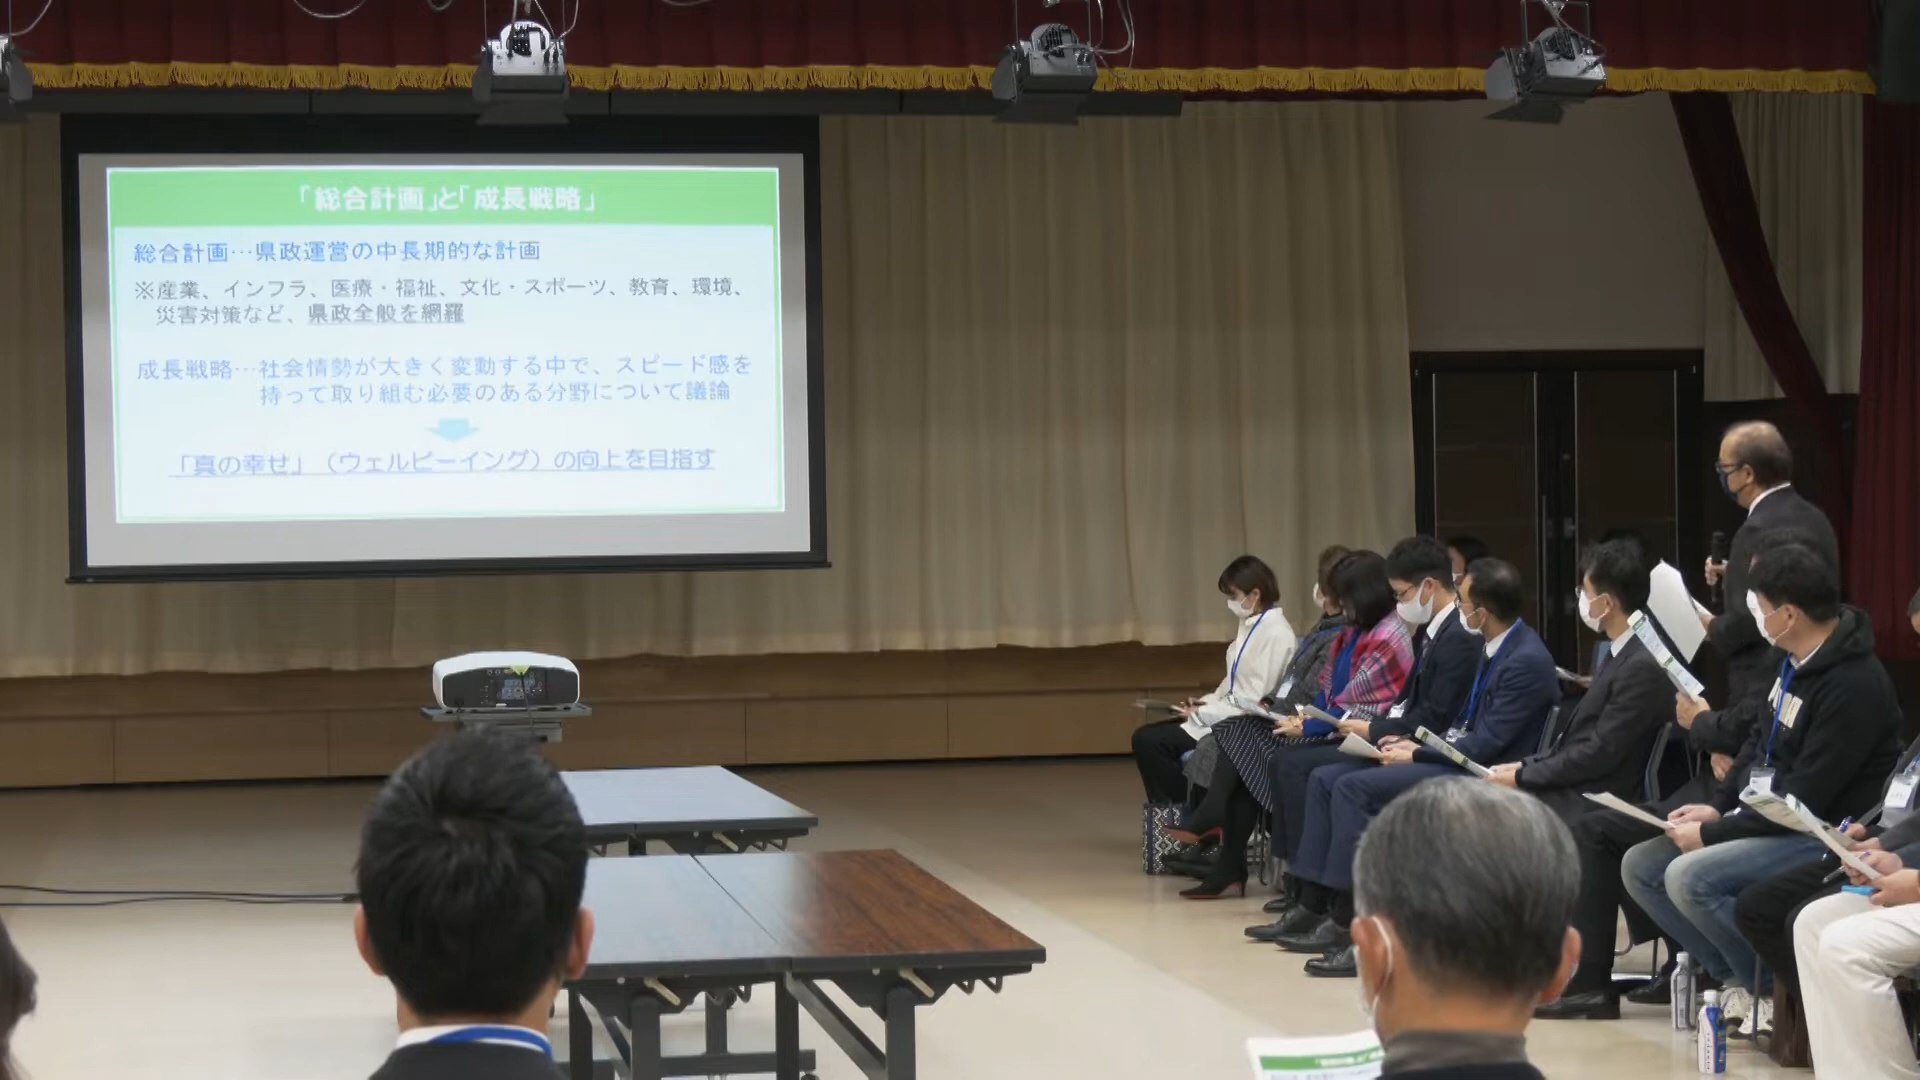 「総合計画」と「成長戦略」
総合計画…県政運営の中長期的な計画
※産業、インフラ、医療・福祉、文化・スポーツ、教育、環境、
災害対策など、県政全般を網羅
成長戦略…社会情勢が大きく変動する中で、スピード感を
持って取り組む必要のある分野について議論
「真の幸せ」（ウェルビーイング）の向上を目指す